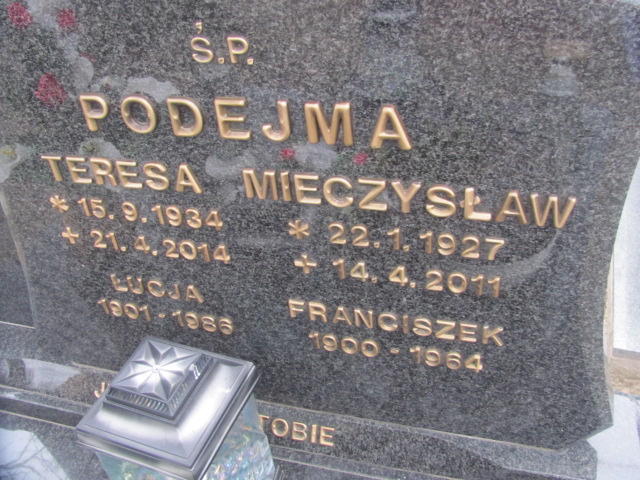 Ś.P.
PODEJMA
TERESA MIECZYSŁAW
* 15.9.1934 * 22.1.1927
+ 21.4.2014 + 14.4.2011
ŁUCJA FRANCISZEK
1901-1986 1900-1964
TOBIE